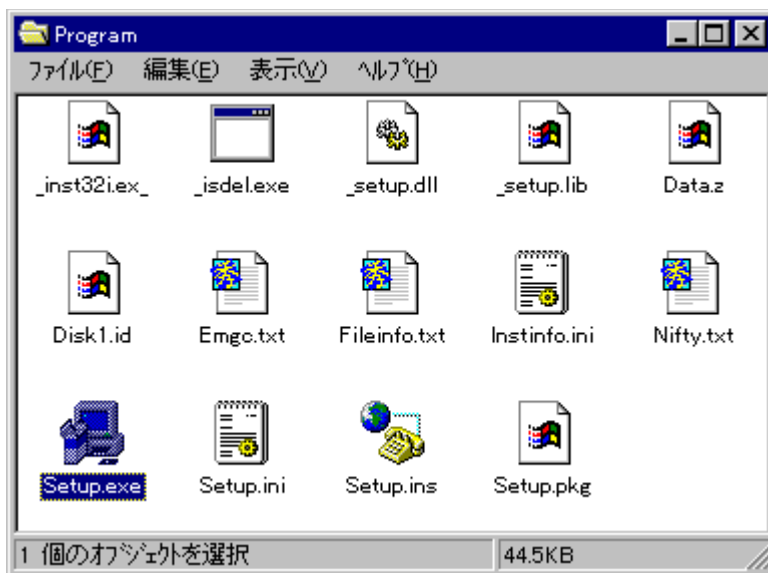 Program
ファイル(F) 編集(E) 表示(V) ヘルプ(H)
_inst32i.ex_ _isdel.exe _setup.dll _setup.lib Data.z
Disk1.id Emgc.txt Fileinfo.txt Instinfo.ini Nifty.txt
Setup.exe Setup.ini Setup.ins Setup.pkg
1 個のオブジェクトを選択 44.5KB